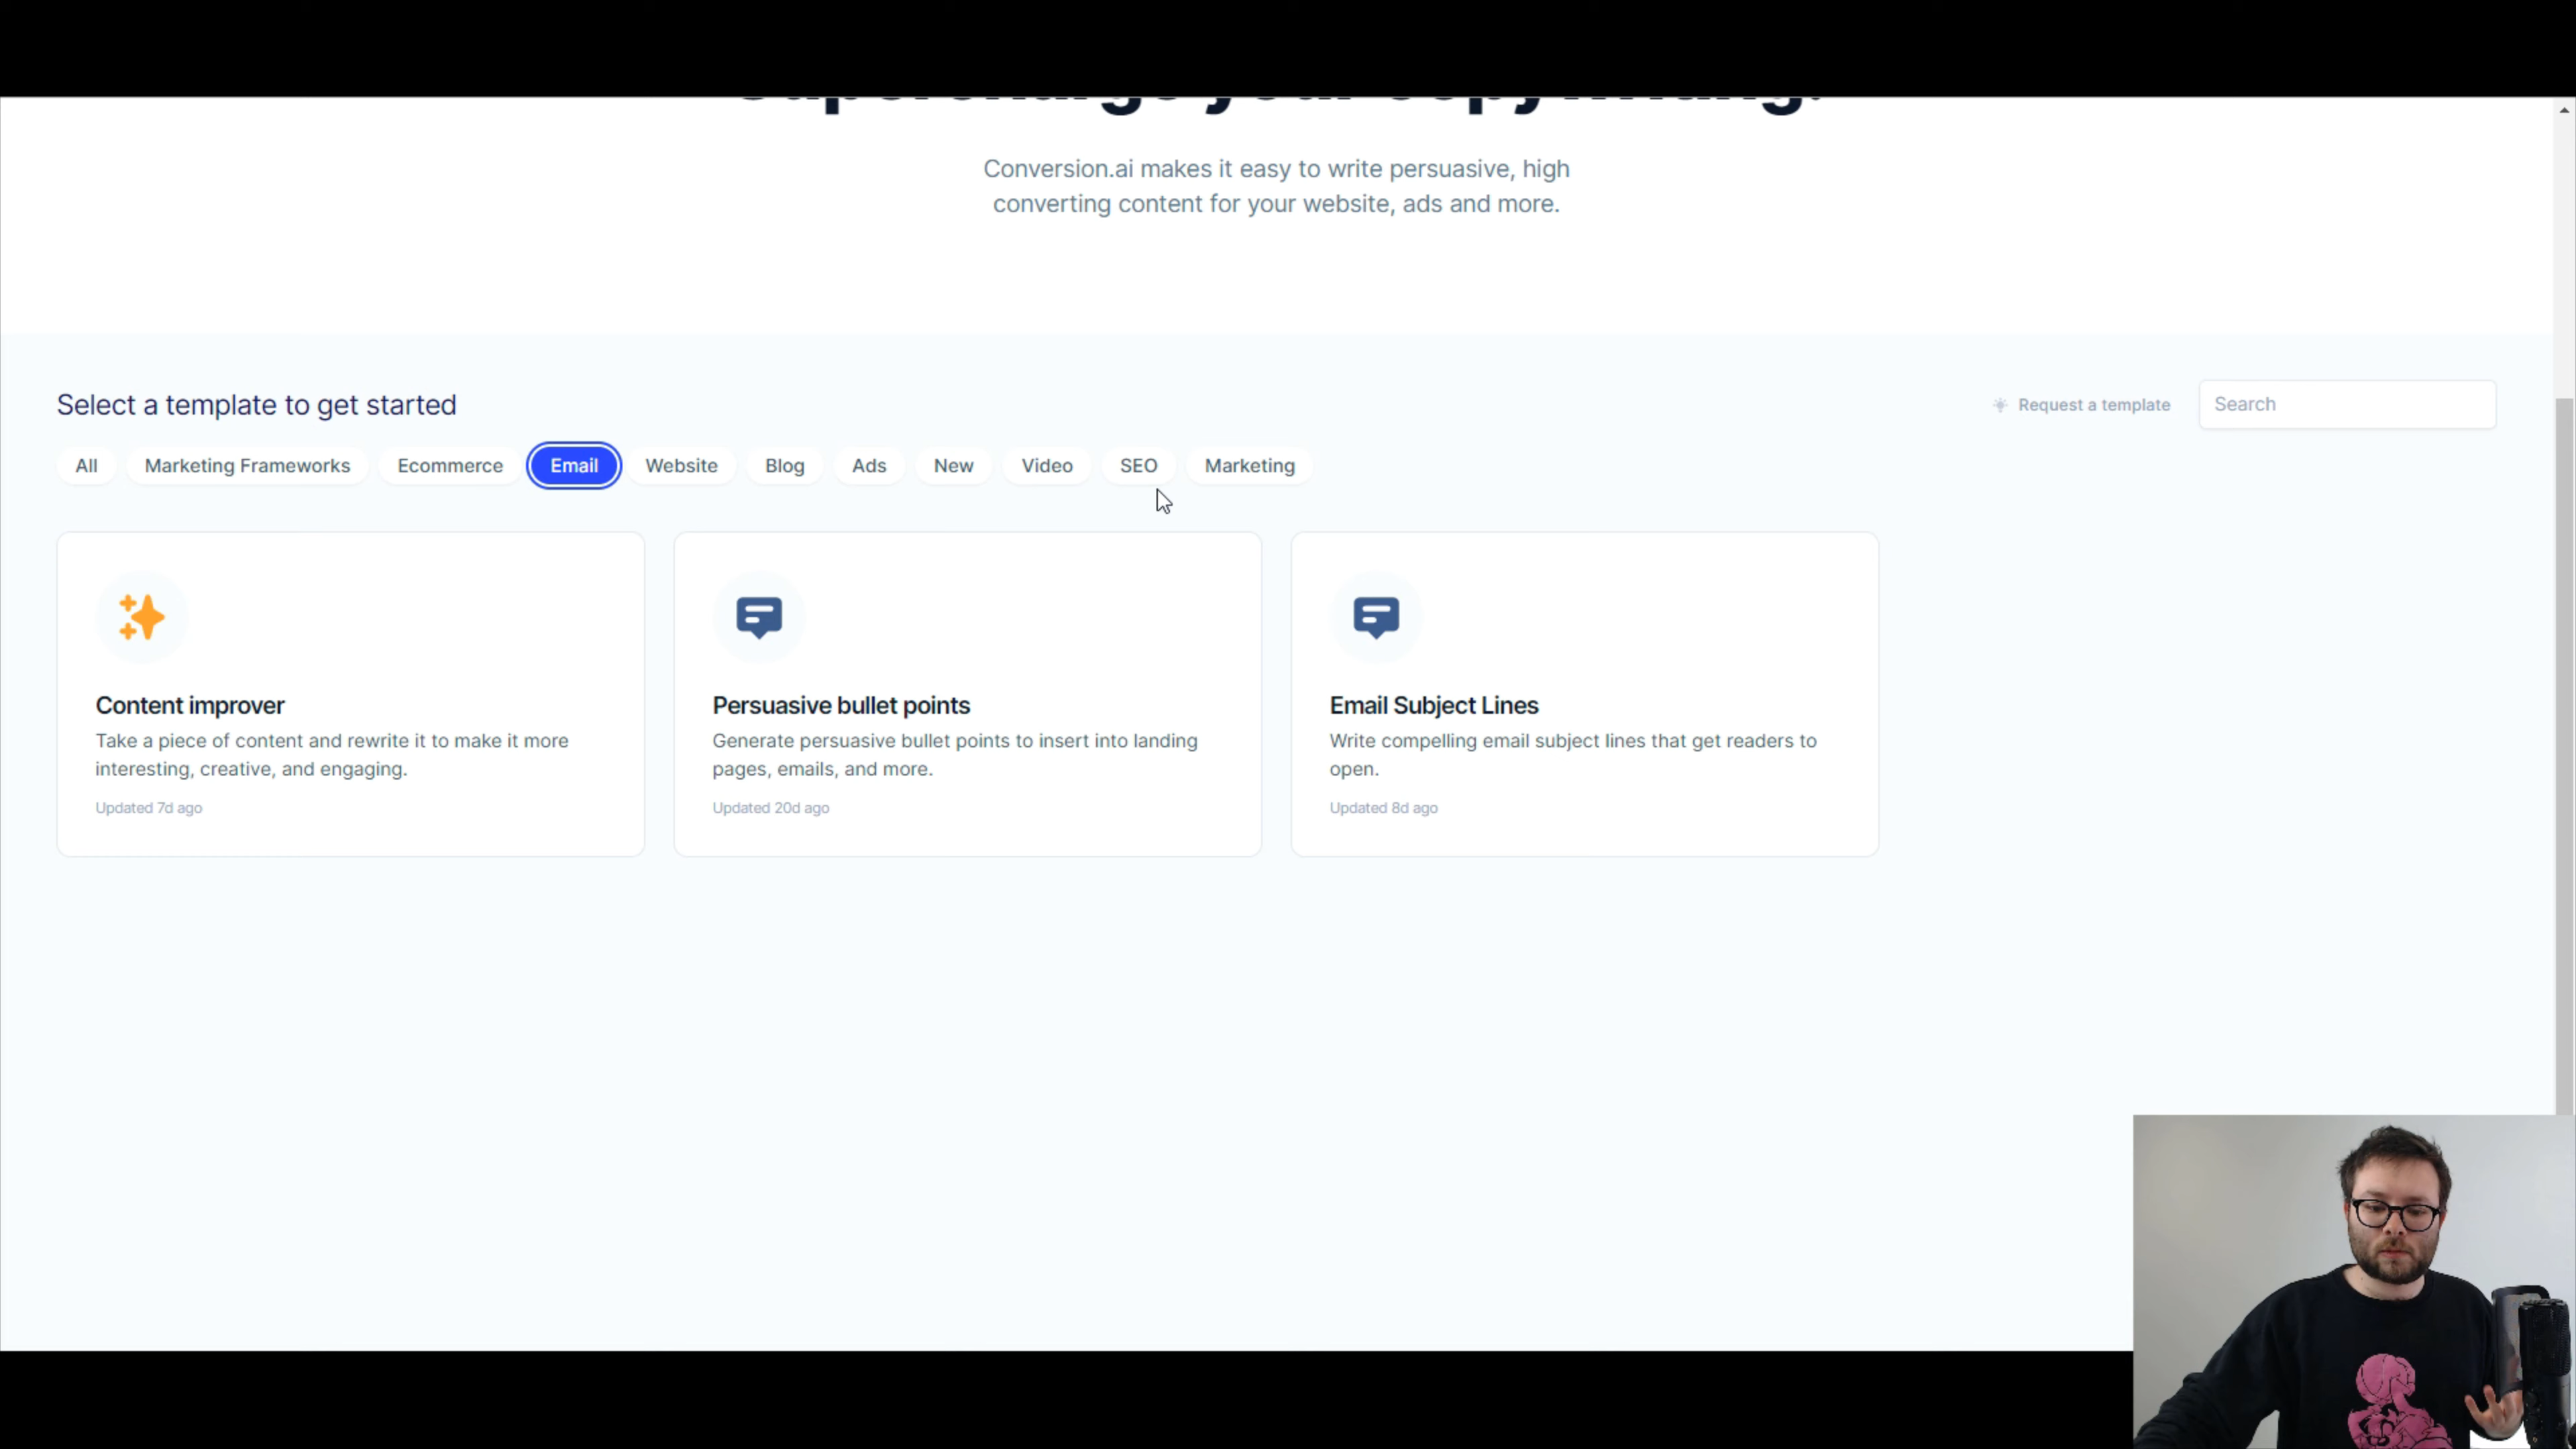 Supercharge your copywriting.
Conversion.ai makes it easy to write persuasive, high
converting content for your website, ads and more.
Select a template to get started
Request a template
Search
All
Marketing Frameworks
Ecommerce
Email
Website
Blog
Ads
New
Video
SEO
Marketing
Content improver
Take a piece of content and rewrite it to make it more
interesting, creative, and engaging.
Updated 7d ago
Persuasive bullet points
Generate persuasive bullet points to insert into landing
pages, emails, and more.
Updated 20d ago
Email Subject Lines
Write compelling email subject lines that get readers to
open.
Updated 8d ago